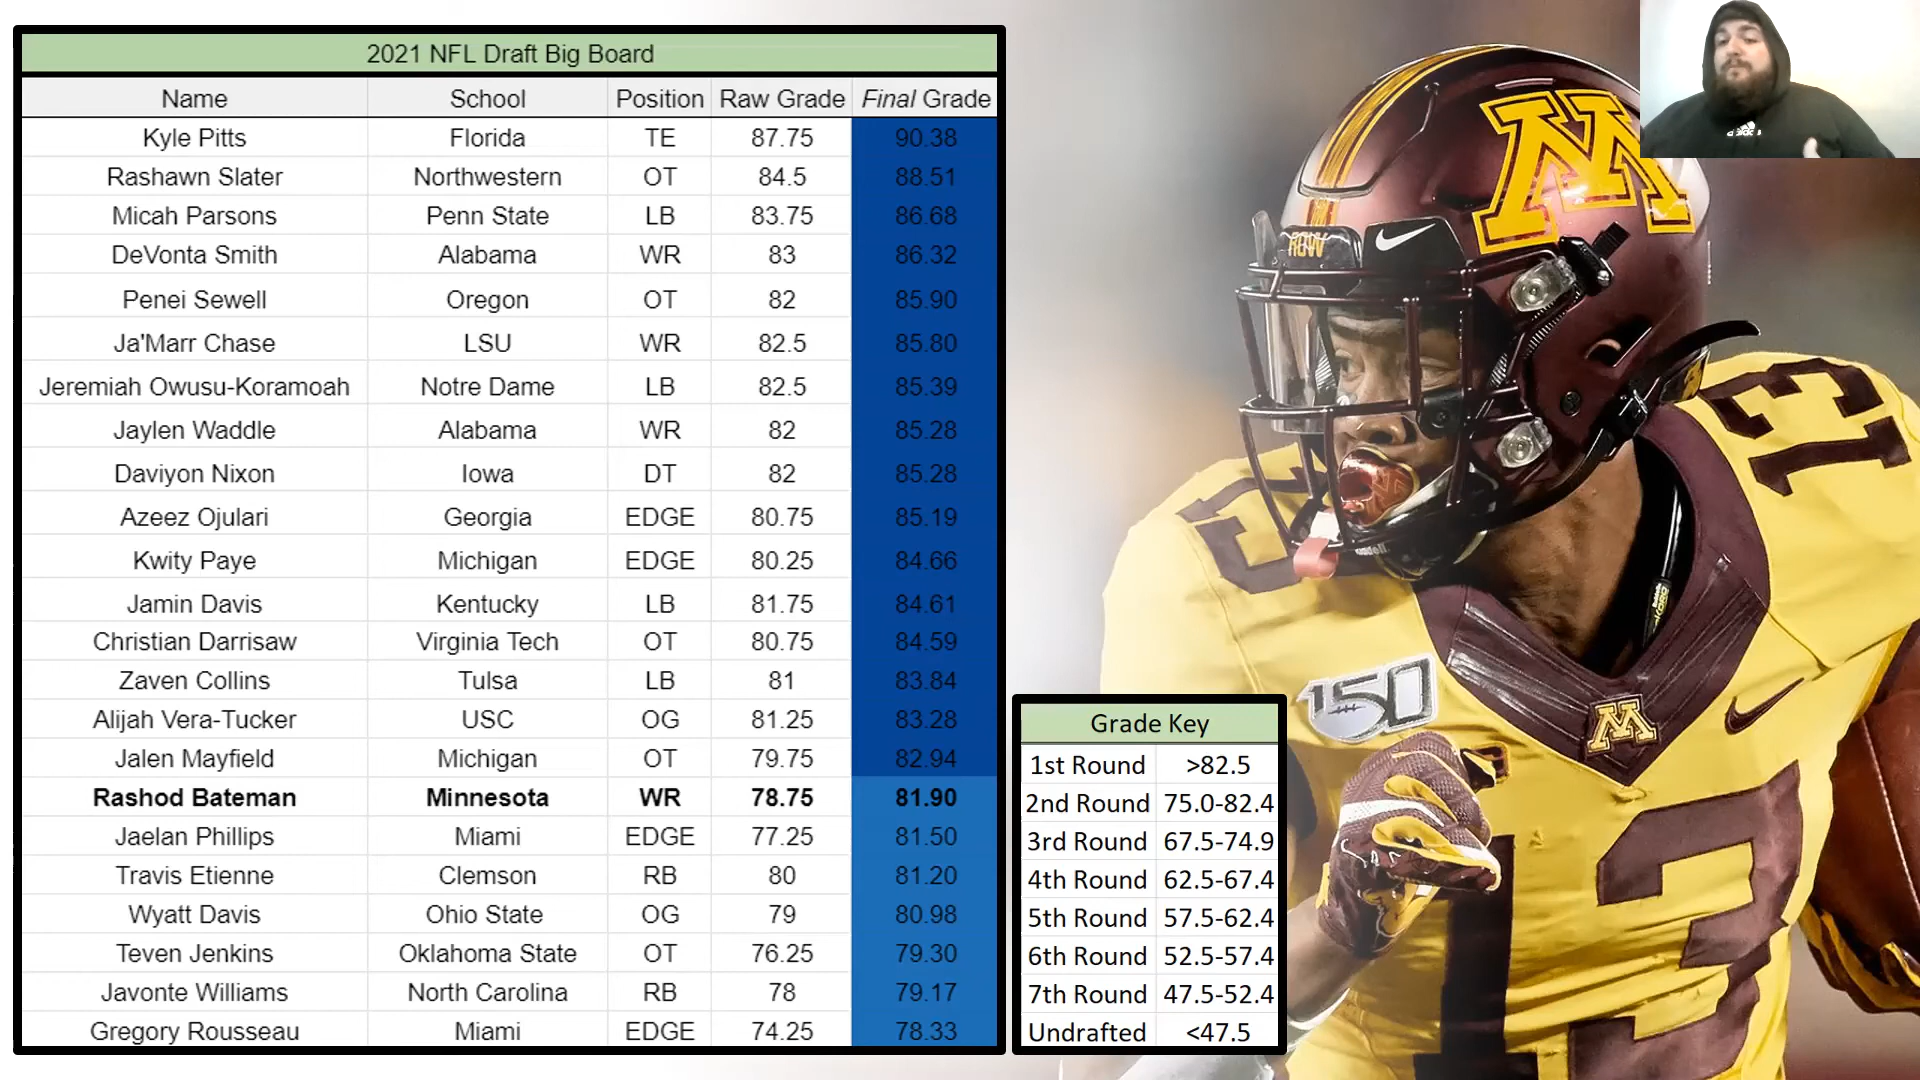 2021 NFL Draft Big Board
Name School Position Raw Grade Final Grade
Kyle Pitts Florida TE 87.75 90.38
Rashawn Slater Northwestern OT 84.5 88.51
Micah Parsons Penn State LB 83.75 86.68
DeVonta Smith Alabama WR 83 86.32
Penei Sewell Oregon OT 82 85.90
Ja'Marr Chase LSU WR 82.5 85.80
Jeremiah Owusu-Koramoah Notre Dame LB 82.5 85.39
Jaylen Waddle Alabama WR 82 85.28
Daviyon Nixon Iowa DT 82 85.28
Azeez Ojulari Georgia EDGE 80.75 85.19
Kwity Paye Michigan EDGE 80.25 84.66
Jamin Davis Kentucky LB 81.75 84.61
Christian Darrisaw Virginia Tech OT 80.75 84.59
Zaven Collins Tulsa LB 81 83.84
Alijah Vera-Tucker USC OG 81.25 83.28
Jalen Mayfield Michigan OT 79.75 82.94
Rashod Bateman Minnesota WR 78.75 81.90
Jaelan Phillips Miami EDGE 77.25 81.50
Travis Etienne Clemson RB 80 81.20
Wyatt Davis Ohio State OG 79 80.98
Teven Jenkins Oklahoma State OT 76.25 79.30
Javonte Williams North Carolina RB 78 79.17
Gregory Rousseau Miami EDGE 74.25 78.33
Grade Key
1st Round >82.5
2nd Round 75.0-82.4
3rd Round 67.5-74.9
4th Round 62.5-67.4
5th Round 57.5-62.4
6th Round 52.5-57.4
7th Round 47.5-52.4
Undrafted <47.5
M
ROW
13
150
M
13
adidas